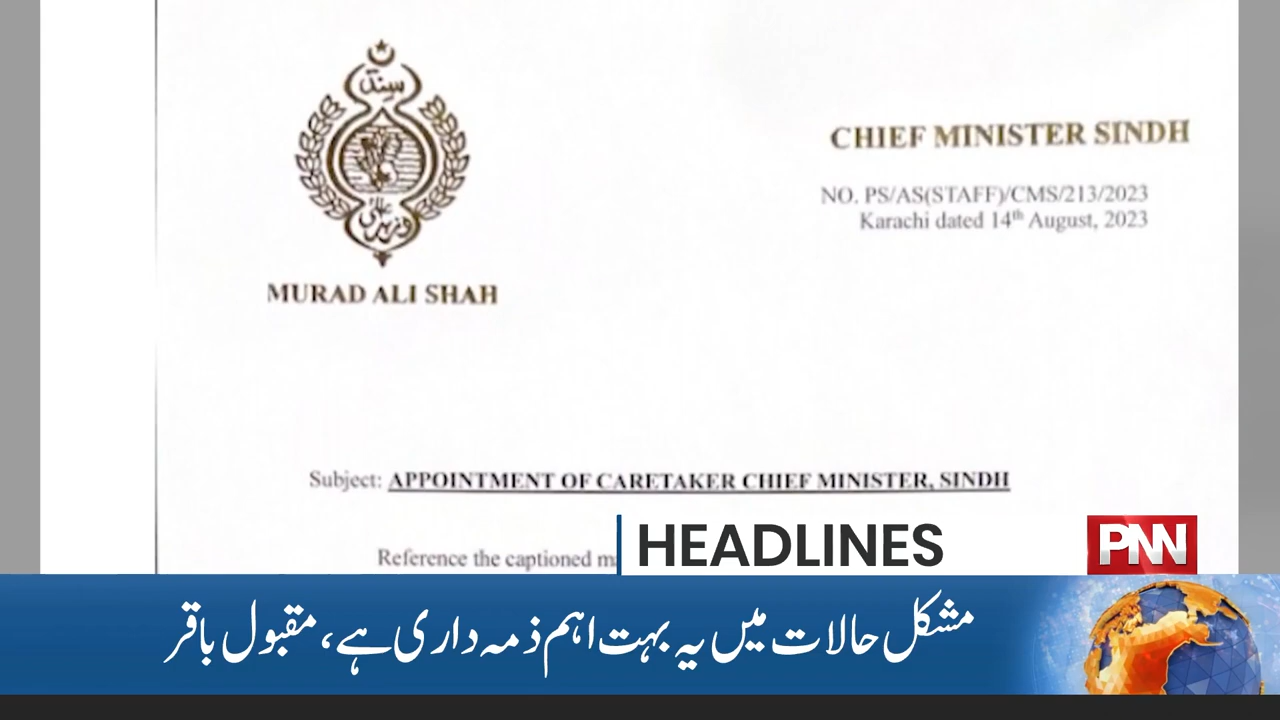 سنڌ
CHIEF MINISTER SINDH
NO. PS/AS(STAFF)/CMS/213/2023
Karachi dated 14th August, 2023
وزیراعلیٰ
MURAD ALI SHAH
Subject: APPOINTMENT OF CARETAKER CHIEF MINISTER, SINDH
Reference the captioned
HEADLINES
PNN
مشکل حالات میں یہ بہت اہم ذمہ داری ہے، مقبول باقر